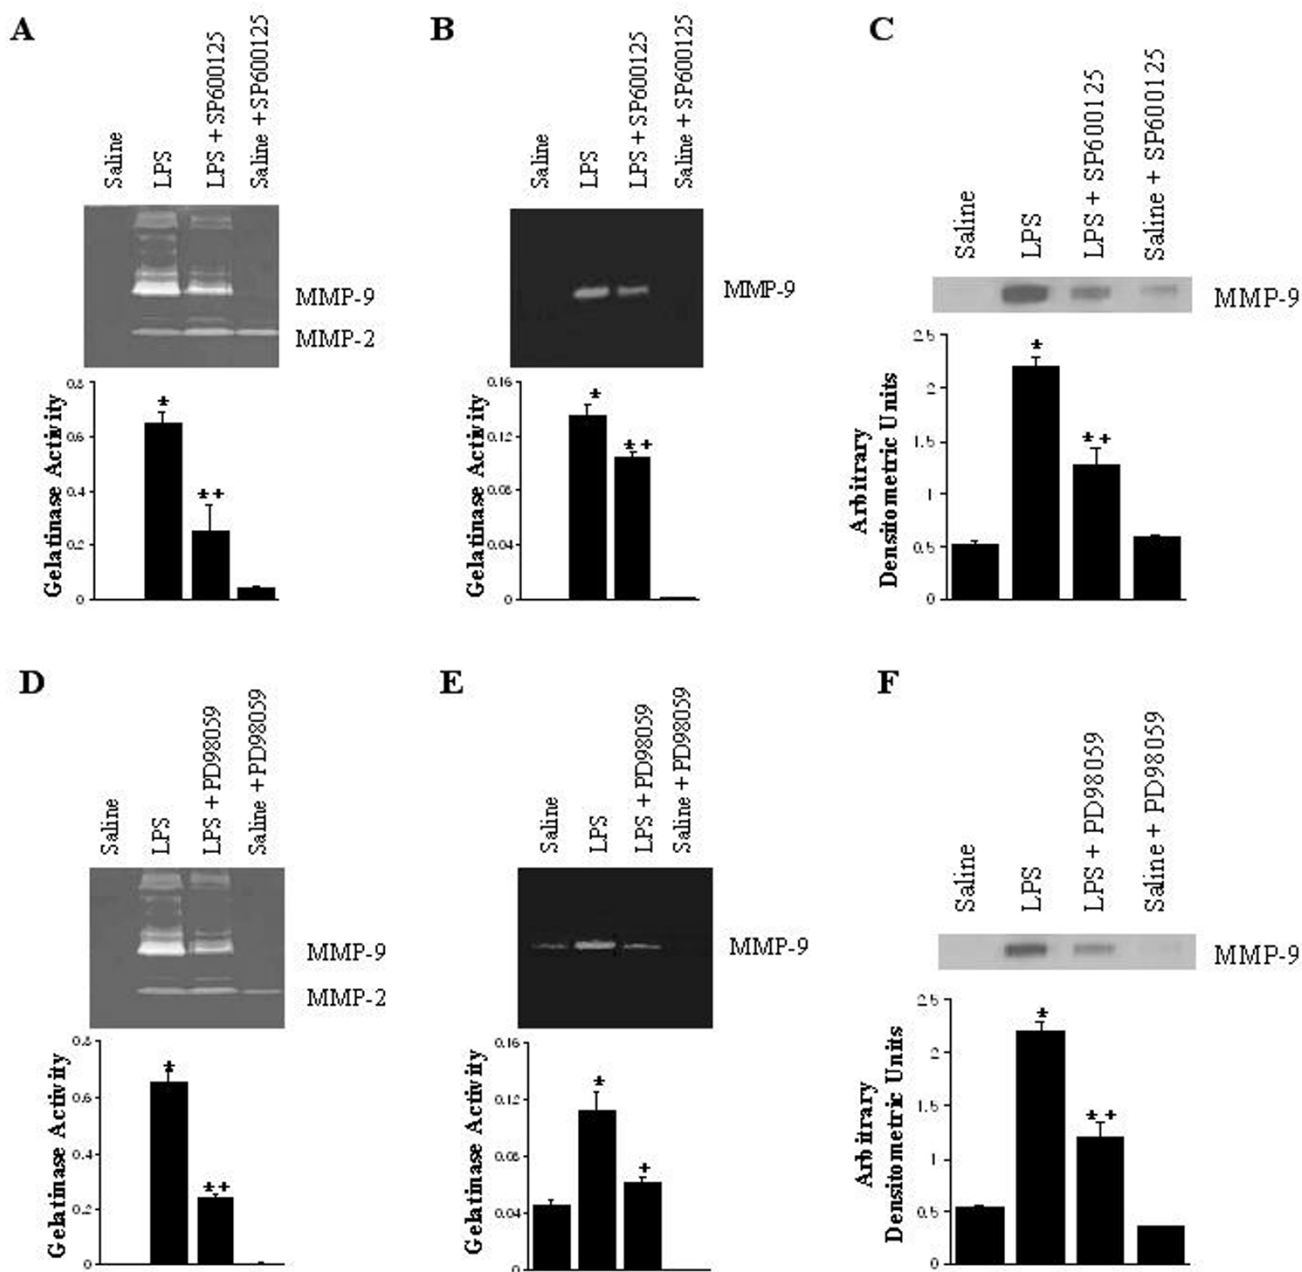 A
Saline
LPS
LPS + SP600125
Saline + SP600125
MMP-9
MMP-2
Gelatinase Activity
0.8
0.6
0.4
0.2
0
*
*+
B
Saline
LPS
LPS + SP600125
Saline + SP600125
MMP-9
Gelatinase Activity
0.16
0.12
0.08
0.04
0
*
*+
C
Saline
LPS
LPS + SP600125
Saline + SP600125
MMP-9
Arbitrary
Densitometric Units
2.5
2
1.5
1
0.5
0
*
*+
D
Saline
LPS
LPS + PD98059
Saline + PD98059
MMP-9
MMP-2
Gelatinase Activity
0.8
0.6
0.4
0.2
0
*
*+
E
Saline
LPS
LPS + PD98059
Saline + PD98059
MMP-9
Gelatinase Activity
0.16
0.12
0.08
0.04
0
*
+
F
Saline
LPS
LPS + PD98059
Saline + PD98059
MMP-9
Arbitrary
Densitometric Units
2.5
2
1.5
1
0.5
0
*
*+